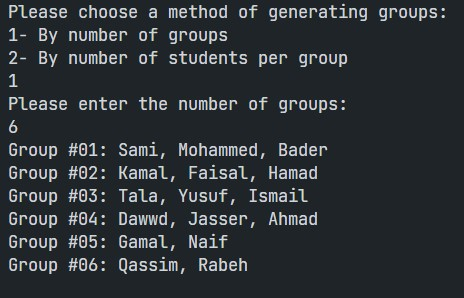 Please choose a method of generating groups:
1- By number of groups
2- By number of students per group
1
Please enter the number of groups:
6
Group #01: Sami, Mohammed, Bader
Group #02: Kamal, Faisal, Hamad
Group #03: Tala, Yusuf, Ismail
Group #04: Dawwd, Jasser, Ahmad
Group #05: Gamal, Naif
Group #06: Qassim, Rabeh